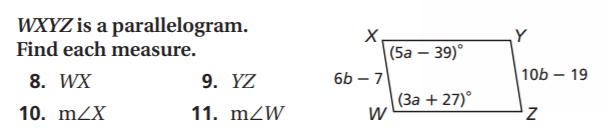 WXYZ is a parallelogram.
Find each measure.
8. WX
9. YZ
10. m∠X
11. m∠W
X
Y
(5a − 39)°
6b − 7
10b − 19
(3a + 27)°
W
Z